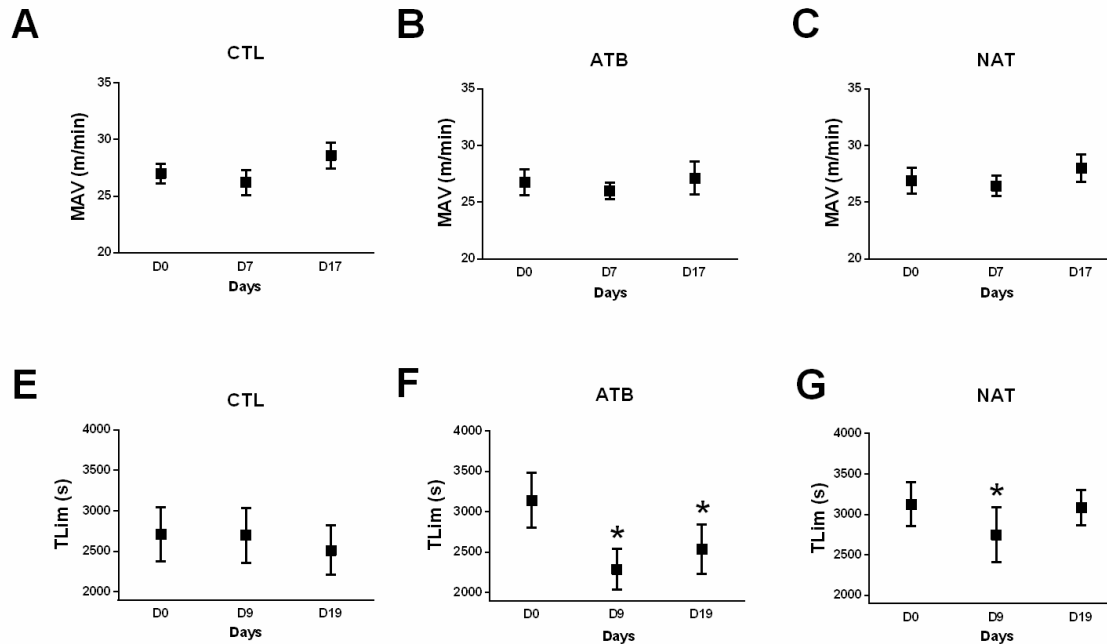 A
CTL
MAV (m/min)
35
30
25
20
D0 D7 D17
Days
B
ATB
MAV (m/min)
35
30
25
20
D0 D7 D17
Days
C
NAT
MAV (m/min)
35
30
25
20
D0 D7 D17
Days
E
CTL
TLim (s)
4000
3500
3000
2500
2000
D0 D9 D19
Days
F
ATB
TLim (s)
4000
3500
3000
2500
2000
* *
D0 D9 D19
Days
G
NAT
TLim (s)
4000
3500
3000
2500
2000
*
D0 D9 D19
Days